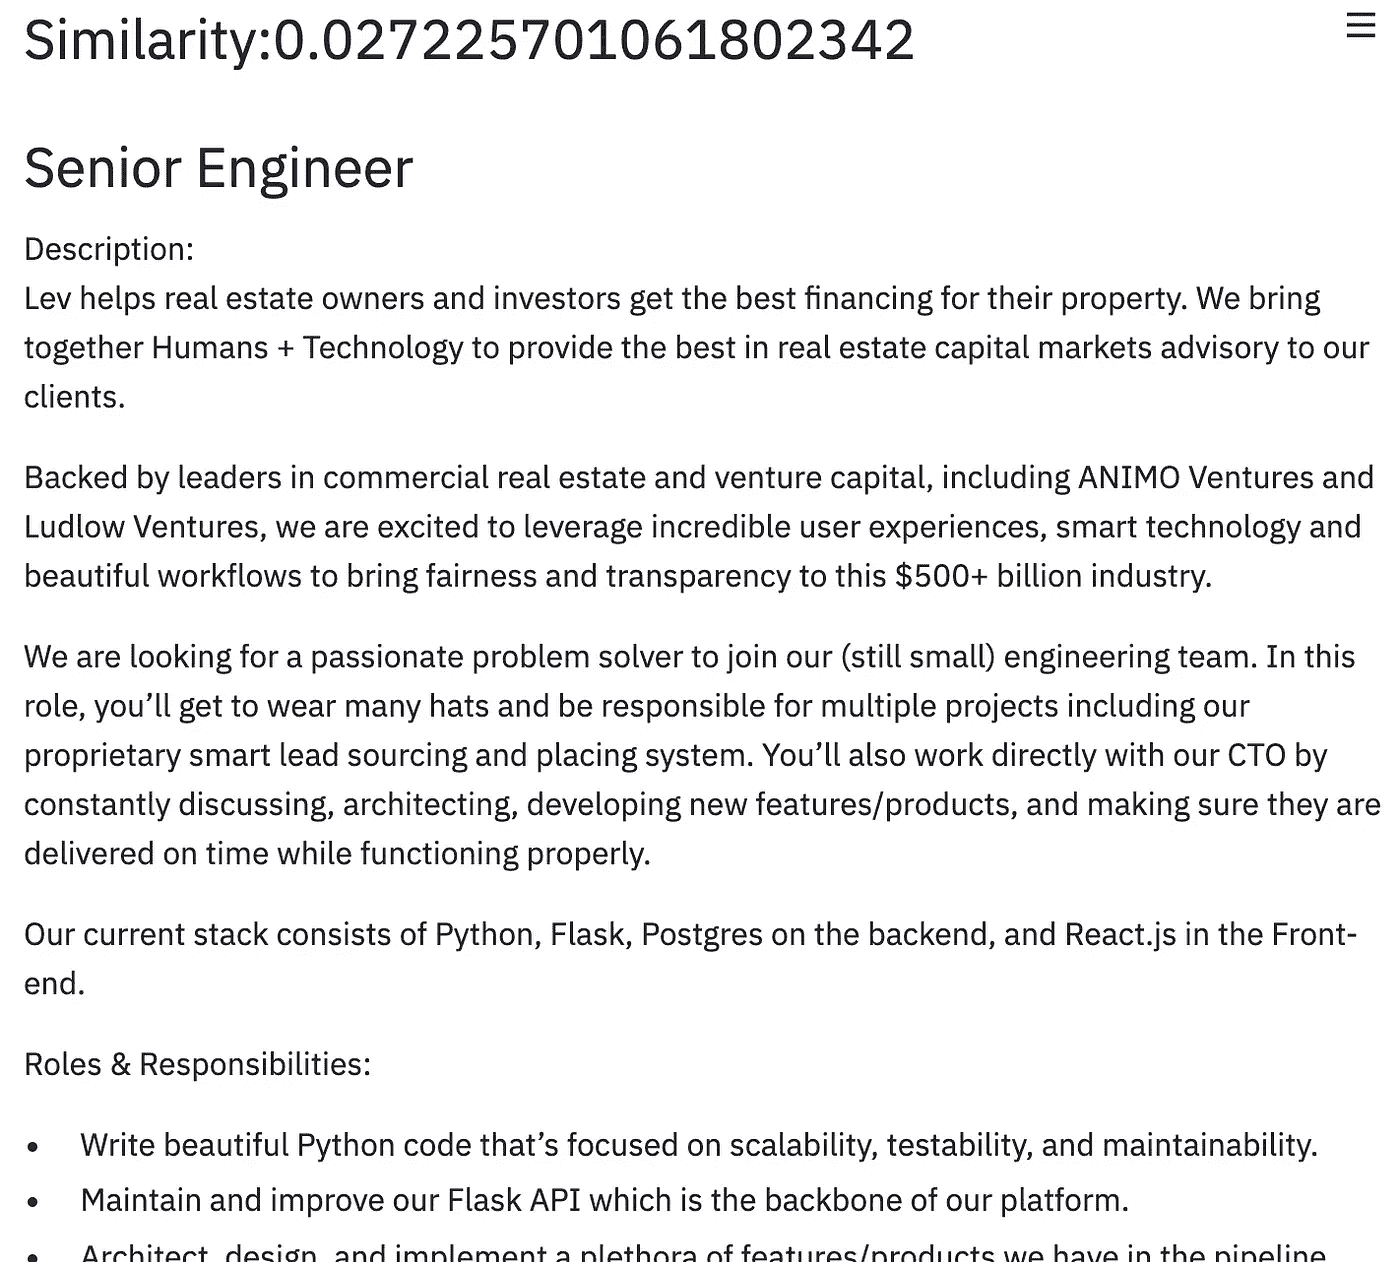 Similarity:0.027225701061802342
Senior Engineer
Description:
Lev helps real estate owners and investors get the best financing for their property. We bring
together Humans + Technology to provide the best in real estate capital markets advisory to our
clients.
Backed by leaders in commercial real estate and venture capital, including ANIMO Ventures and
Ludlow Ventures, we are excited to leverage incredible user experiences, smart technology and
beautiful workflows to bring fairness and transparency to this $500+ billion industry.
We are looking for a passionate problem solver to join our (still small) engineering team. In this
role, you’ll get to wear many hats and be responsible for multiple projects including our
proprietary smart lead sourcing and placing system. You’ll also work directly with our CTO by
constantly discussing, architecting, developing new features/products, and making sure they are
delivered on time while functioning properly.
Our current stack consists of Python, Flask, Postgres on the backend, and React.js in the Front-
end.
Roles & Responsibilities:
• Write beautiful Python code that’s focused on scalability, testability, and maintainability.
• Maintain and improve our Flask API which is the backbone of our platform.
• Architect, design, and implement a plethora of features/products we have in the pipeline